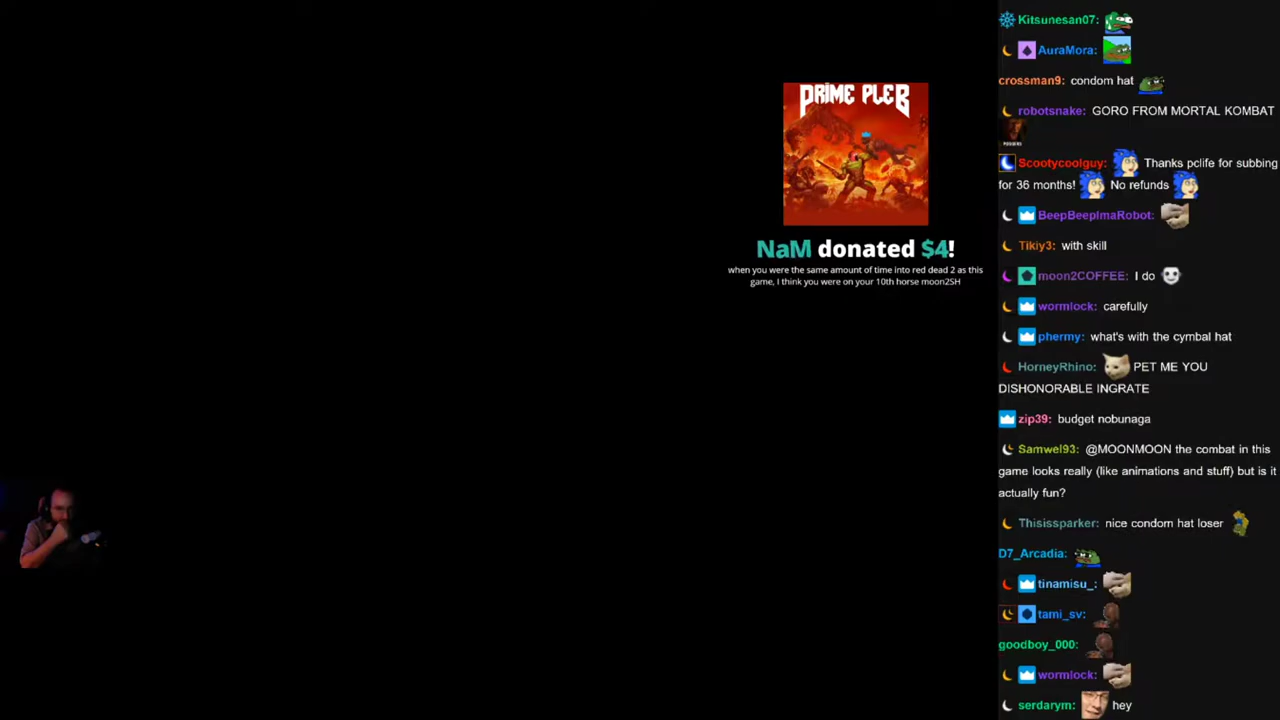 PRIME PLEB
NaM donated $4!
when you were the same amount of time into red dead 2 as this
game, I think you were on your 10th horse moon2SH
Kitsunesan07:
AuraMora:
crossman9: condom hat
robotsnake: GORO FROM MORTAL KOMBAT
Scootycoolguy: Thanks pclife for subbing
for 36 months! No refunds
BeepBeepImaRobot:
Tikiy3: with skill
moon2COFFEE: I do
wormlock: carefully
phermy: what's with the cymbal hat
HorneyRhino: PET ME YOU
DISHONORABLE INGRATE
zip39: budget nobunaga
Samwel93: @MOONMOON the combat in this
game looks really (like animations and stuff) but is it
actually fun?
Thisissparker: nice condom hat loser
D7_Arcadia:
tinamisu_:
tami_sv:
goodboy_000:
wormlock:
serdarym: hey